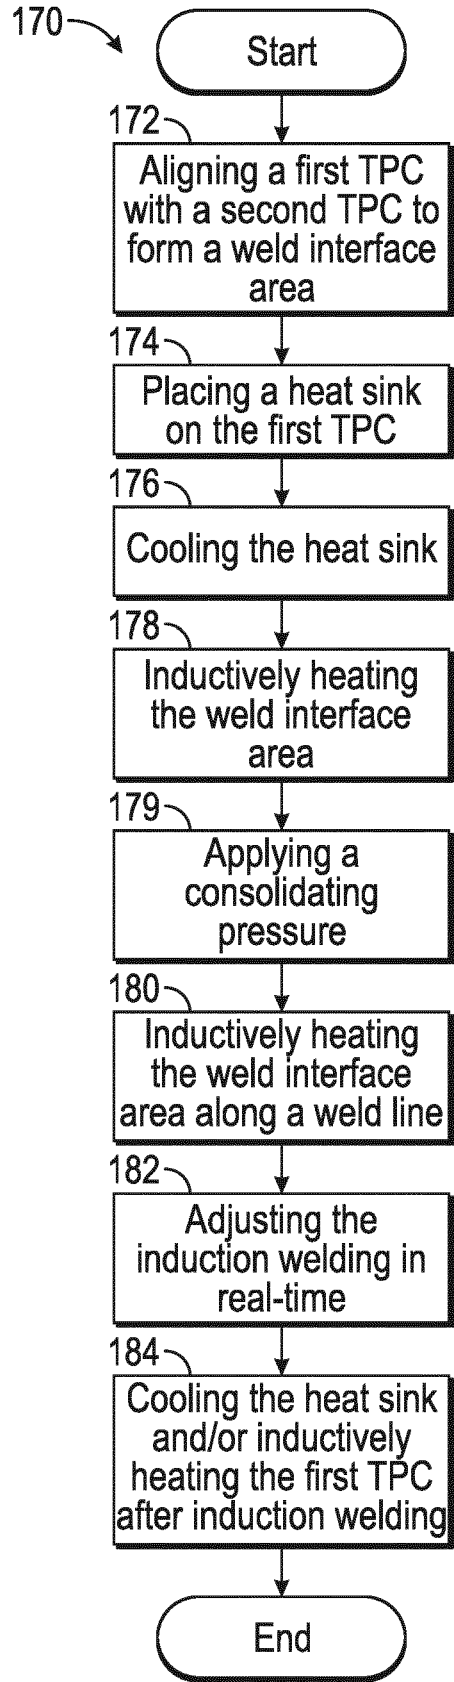 170
Start
172
Aligning a first TPC
with a second TPC to
form a weld interface
area
174
Placing a heat sink
on the first TPC
176
Cooling the heat sink
178
Inductively heating
the weld interface
area
179
Applying a
consolidating
pressure
180
Inductively heating
the weld interface
area along a weld line
182
Adjusting the
induction welding in
real-time
184
Cooling the heat sink
and/or inductively
heating the first TPC
after induction welding
End